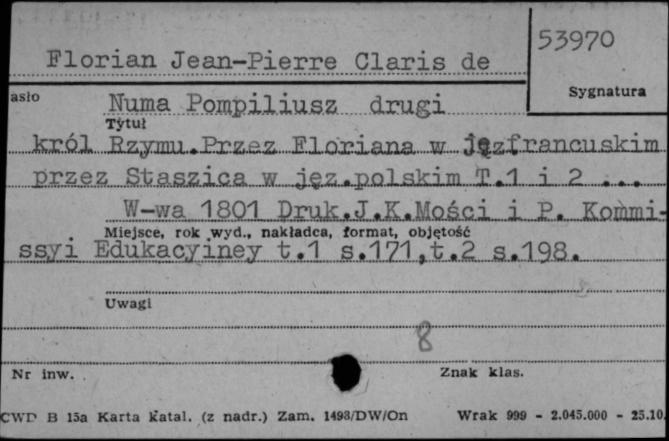 53970
Florian Jean-Pierre Claris de
Sygnatura
asło
Numa Pompiliusz drugi
Tytuł
król Rzymu.Przez Floriana w jęz.francuskim
przez Staszica w jęz.polskim T.1 i 2 ...
W-wa 1801 Druk.J.K.Mości i P. Kommi-
Miejsce, rok wyd., nakładca, format, objętość
ssyi Edukacyiney t.1 s.171,t.2 s.198.
Uwagi
8
Nr inw.
Znak klas.
CWD B 15a Karta katal. (z nadr.) Zam. 1498/DW/On Wrak 999 - 2.045.000 - 25.10.